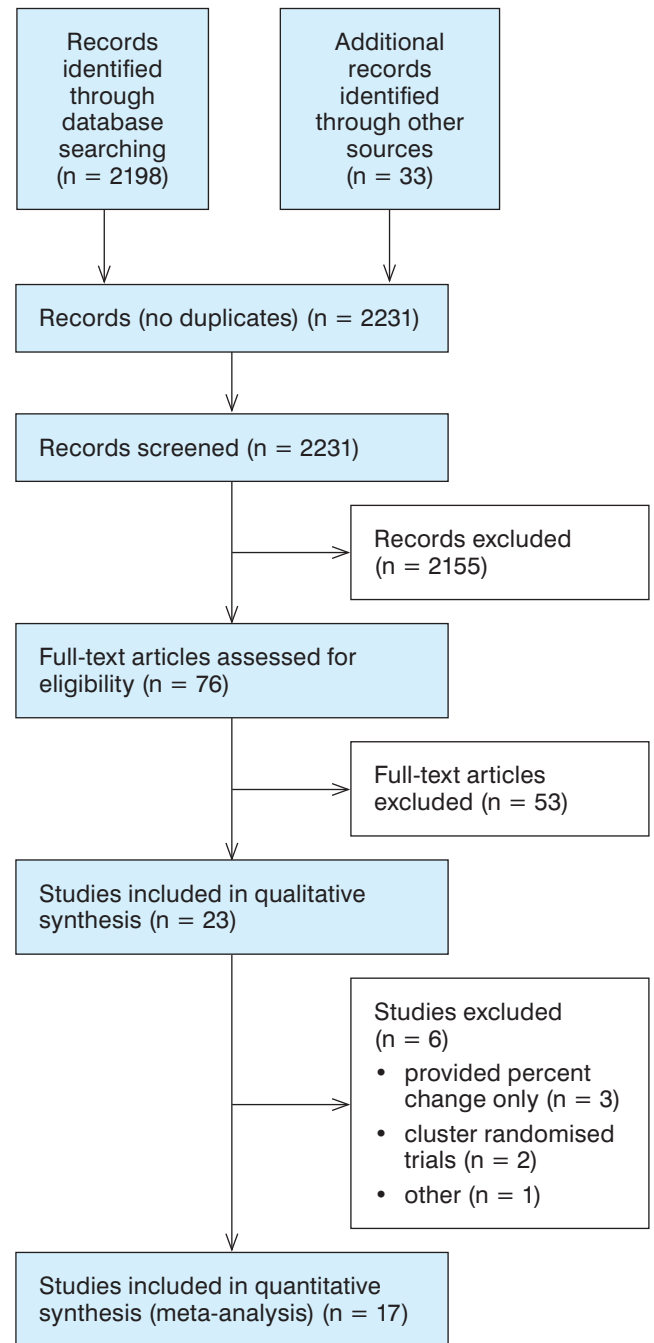 Records
identified
through
database
searching
(n = 2198)
Additional
records
identified
through other
sources
(n = 33)
Records (no duplicates) (n = 2231)
Records screened (n = 2231)
Records excluded
(n = 2155)
Full-text articles assessed for
eligibility (n = 76)
Full-text articles
excluded (n = 53)
Studies included in qualitative
synthesis (n = 23)
Studies excluded
(n = 6)
• provided percent
change only (n = 3)
• cluster randomised
trials (n = 2)
• other (n = 1)
Studies included in quantitative
synthesis (meta-analysis) (n = 17)